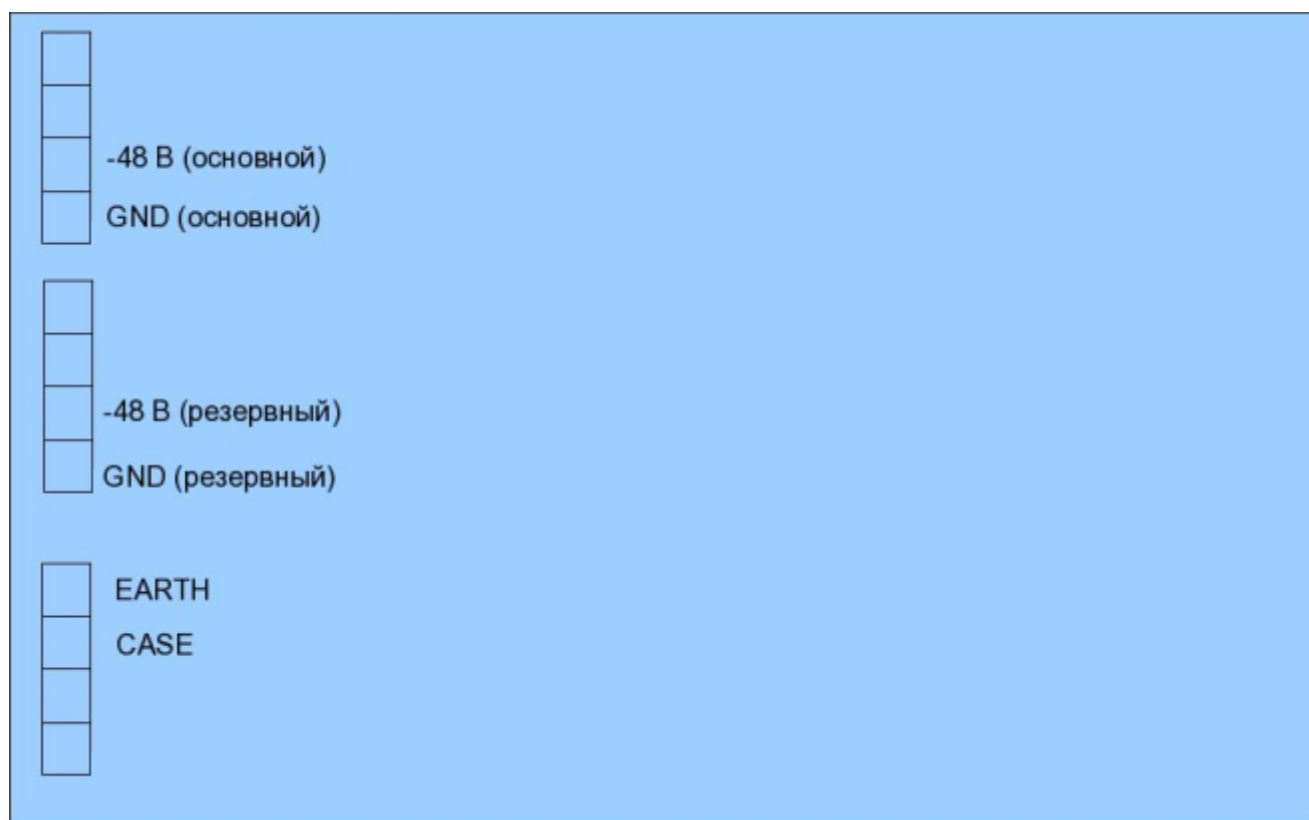 -48 В (основной)
GND (основной)
-48 В (резервный)
GND (резервный)
EARTH
CASE